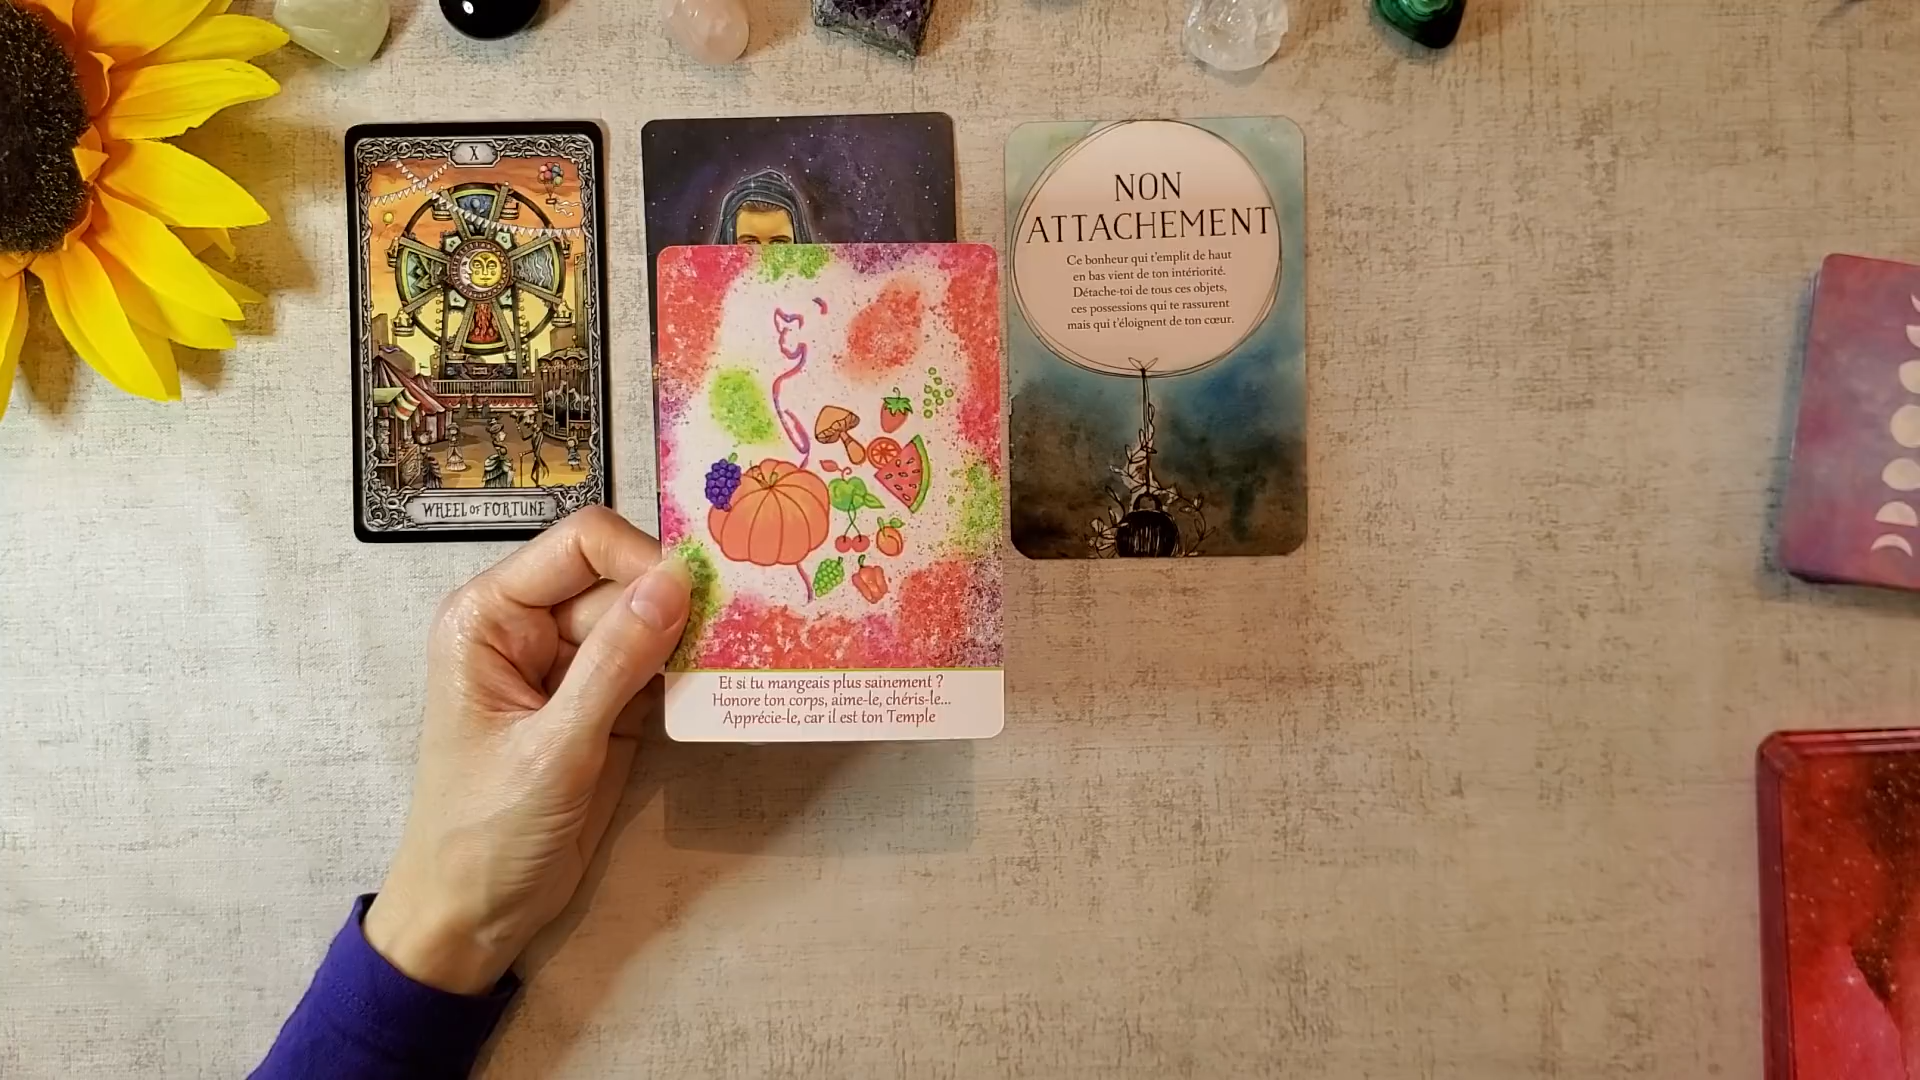 X
WHEEL OF FORTUNE
NON
ATTACHEMENT
Ce bonheur qui t'emplit de haut
en bas vient de ton intériorité.
Détache-toi de tous ces objets,
ces possessions qui te rassurent
mais qui t'éloignent de ton cœur.
Et si tu mangeais plus sainement ?
Honore ton corps, aime-le, chéris-le...
Apprécie-le, car il est ton Temple